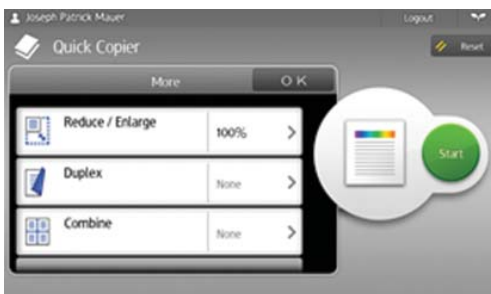 Joseph Patrick Mauer
Logout
Quick Copier
Reset
More
OK
Reduce / Enlarge
100%
Duplex
None
Combine
None
Start